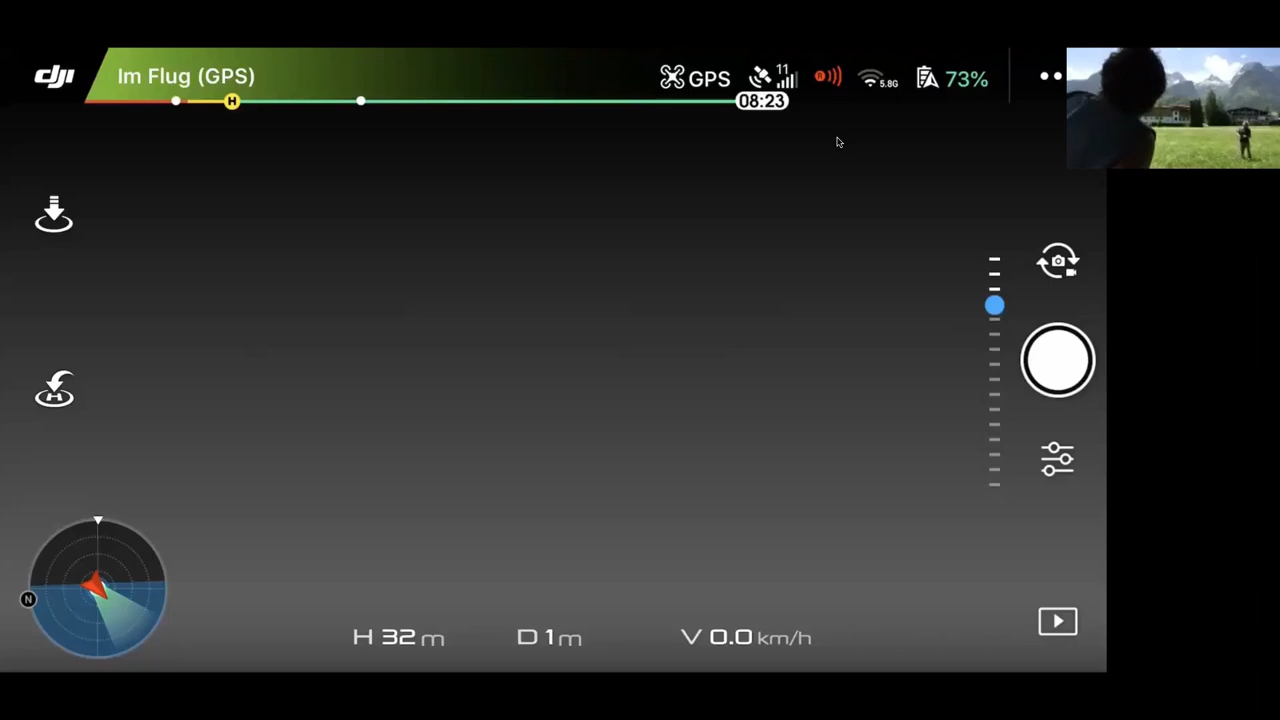 dji
Im Flug (GPS)
GPS
11
R
5.8G
73%
H
08:23
H
N
H 32 m
D 1 m
V 0.0 km/h